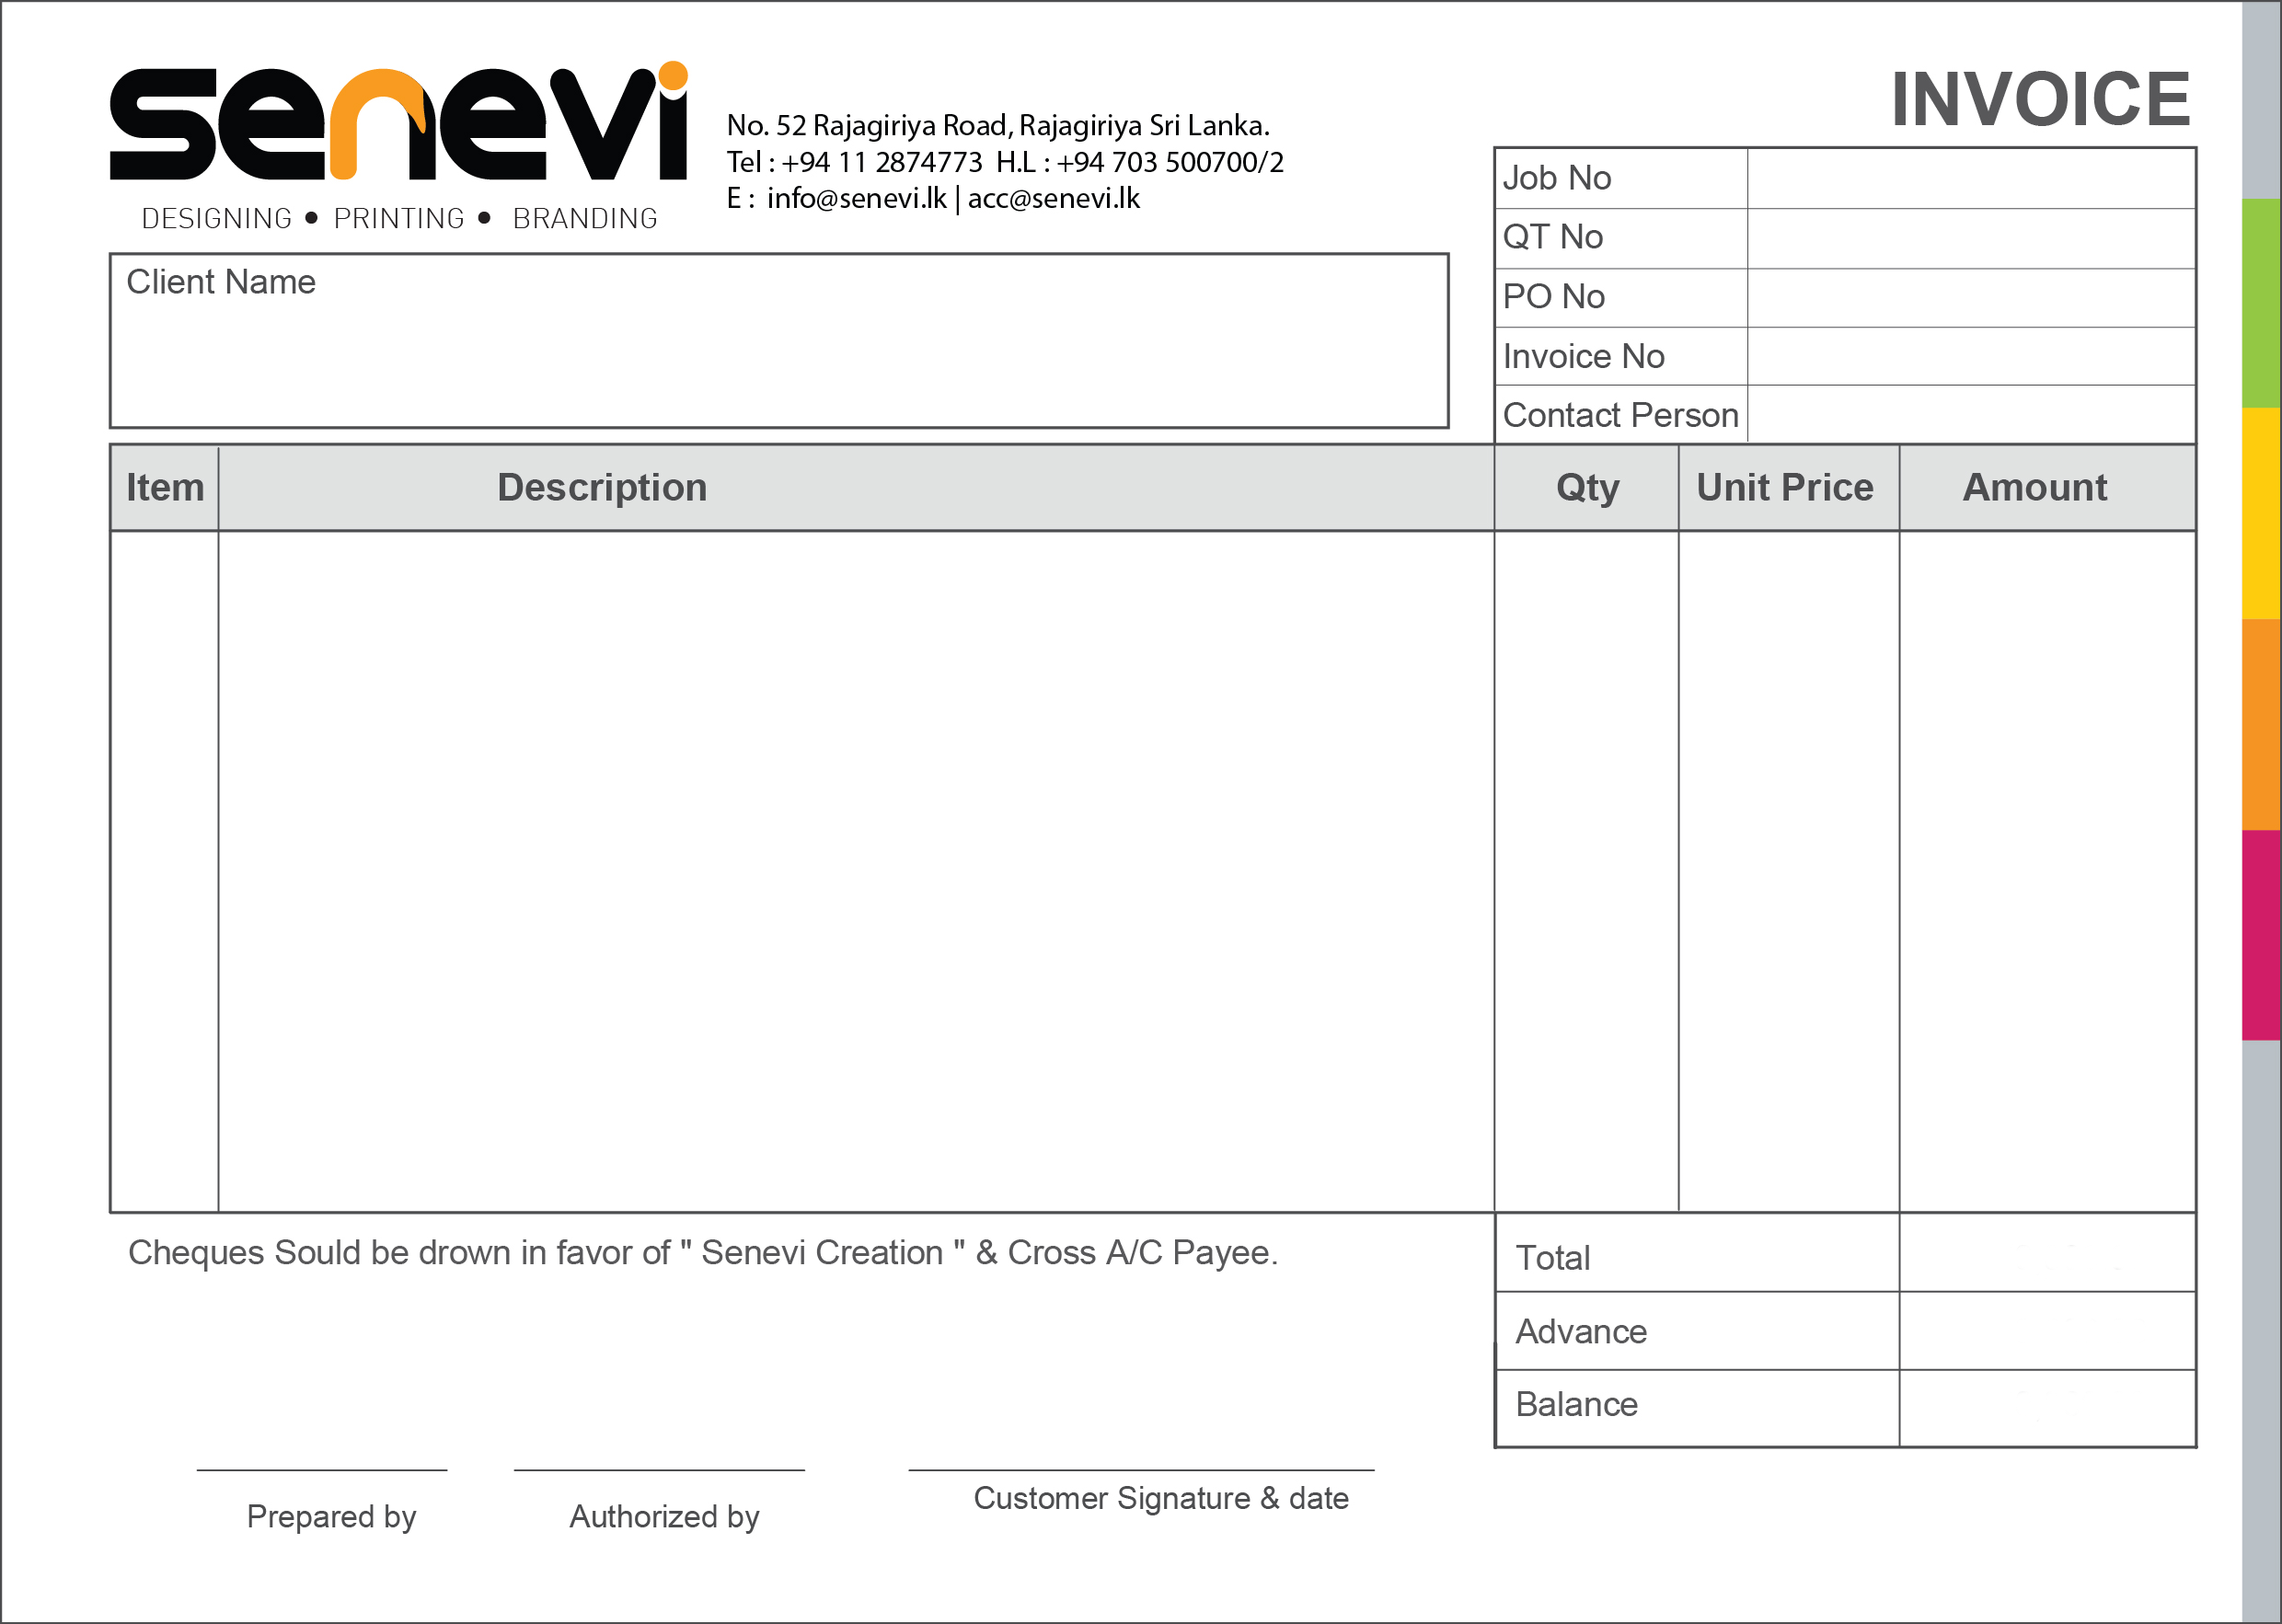 senevi
DESIGNING • PRINTING • BRANDING
No. 52 Rajagiriya Road, Rajagiriya Sri Lanka.
Tel : +94 11 2874773 H.L : +94 703 500700/2
E : info@senevi.lk | acc@senevi.lk
INVOICE
Job No
QT No
PO No
Invoice No
Contact Person
Client Name
Item Description Qty Unit Price Amount
Cheques Sould be drown in favor of " Senevi Creation " & Cross A/C Payee.
Total
Advance
Balance
Prepared by
Authorized by
Customer Signature & date